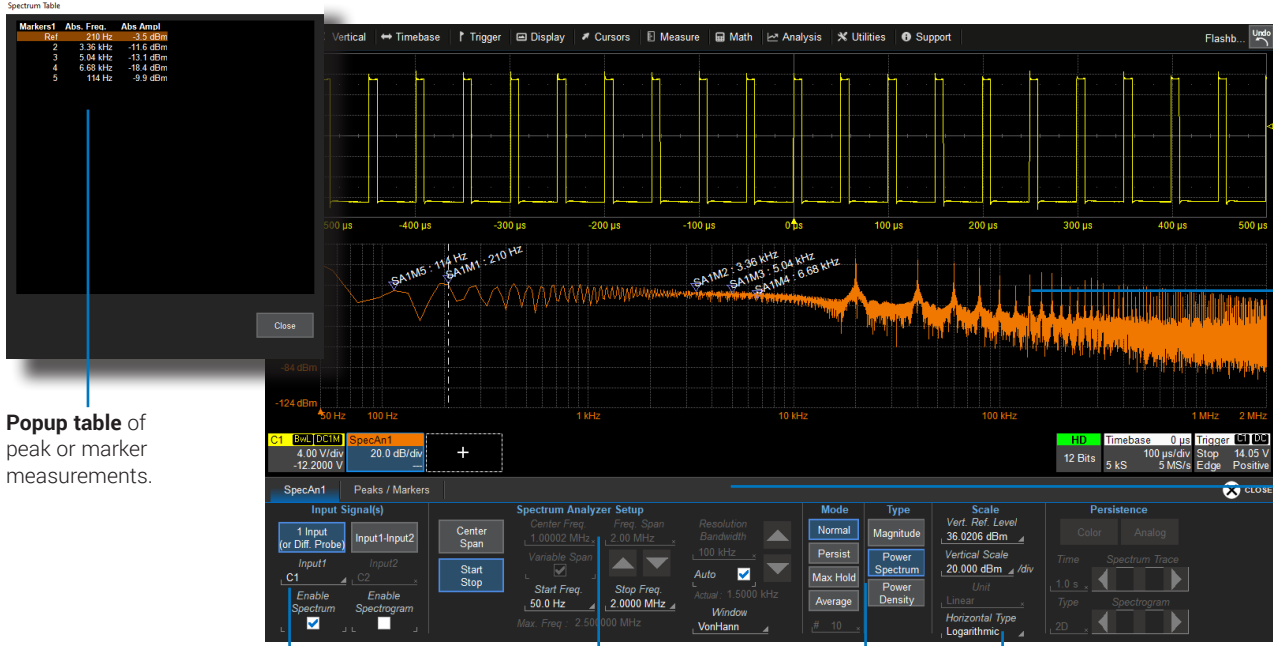 Spectrum Table
Markers1 Abs. Freq. Abs Ampl
Ref 210 Hz -3.5 dBm
2 3.36 kHz -11.6 dBm
3 5.04 kHz -13.1 dBm
4 6.68 kHz -18.4 dBm
5 114 Hz -9.9 dBm
Close
Popup table of
peak or marker
measurements.
Vertical Timebase Trigger Display Cursors Measure Math Analysis Utilities Support Flashb... Undo
500 µs -400 µs -300 µs -200 µs -100 µs 0 µs 100 µs 200 µs 300 µs 400 µs 500 µs
SA1M5 : 114 Hz
SA1M1 : 210 Hz
SA1M2 : 3.36 kHz
SA1M3 : 5.04 kHz
SA1M4 : 6.68 kHz
-84 dBm
-124 dBm
50 Hz 100 Hz 1 kHz 10 kHz 100 kHz 1 MHz 2 MHz
C1 BwL DC1M SpecAn1
4.00 V/div 20.0 dB/div
-12.2000 V ---
+
HD Timebase 0 µs Trigger C1 DC
12 Bits 100 µs/div Stop 14.05 V
5 kS 5 MS/s Edge Positive
SpecAn1 Peaks / Markers CLOSE
Input Signal(s)
1 Input
(or Diff. Probe)
Input1-Input2
Input1 Input2
C1 C2
Enable
Spectrum
Enable
Spectrogram
Spectrum Analyzer Setup
Center
Span
Start
Stop
Center Freq. Freq. Span
1.00002 MHz 2.00 MHz
Variable Span
Start Freq. Stop Freq.
50.0 Hz 2.0000 MHz
Max. Freq : 2.500000 MHz
Resolution
Bandwidth
100 kHz
Auto
Actual : 1.5000 kHz
Window
VonHann
Mode
Normal
Persist
Max Hold
Average
# 10
Type
Magnitude
Power
Spectrum
Power
Density
Scale
Vert. Ref. Level
36.0206 dBm
Vertical Scale
20.000 dBm /div
Unit
Linear
Horizontal Type
Logarithmic
Persistence
Color Analog
Time Spectrum Trace
1.0 s
Type Spectrogram
2D